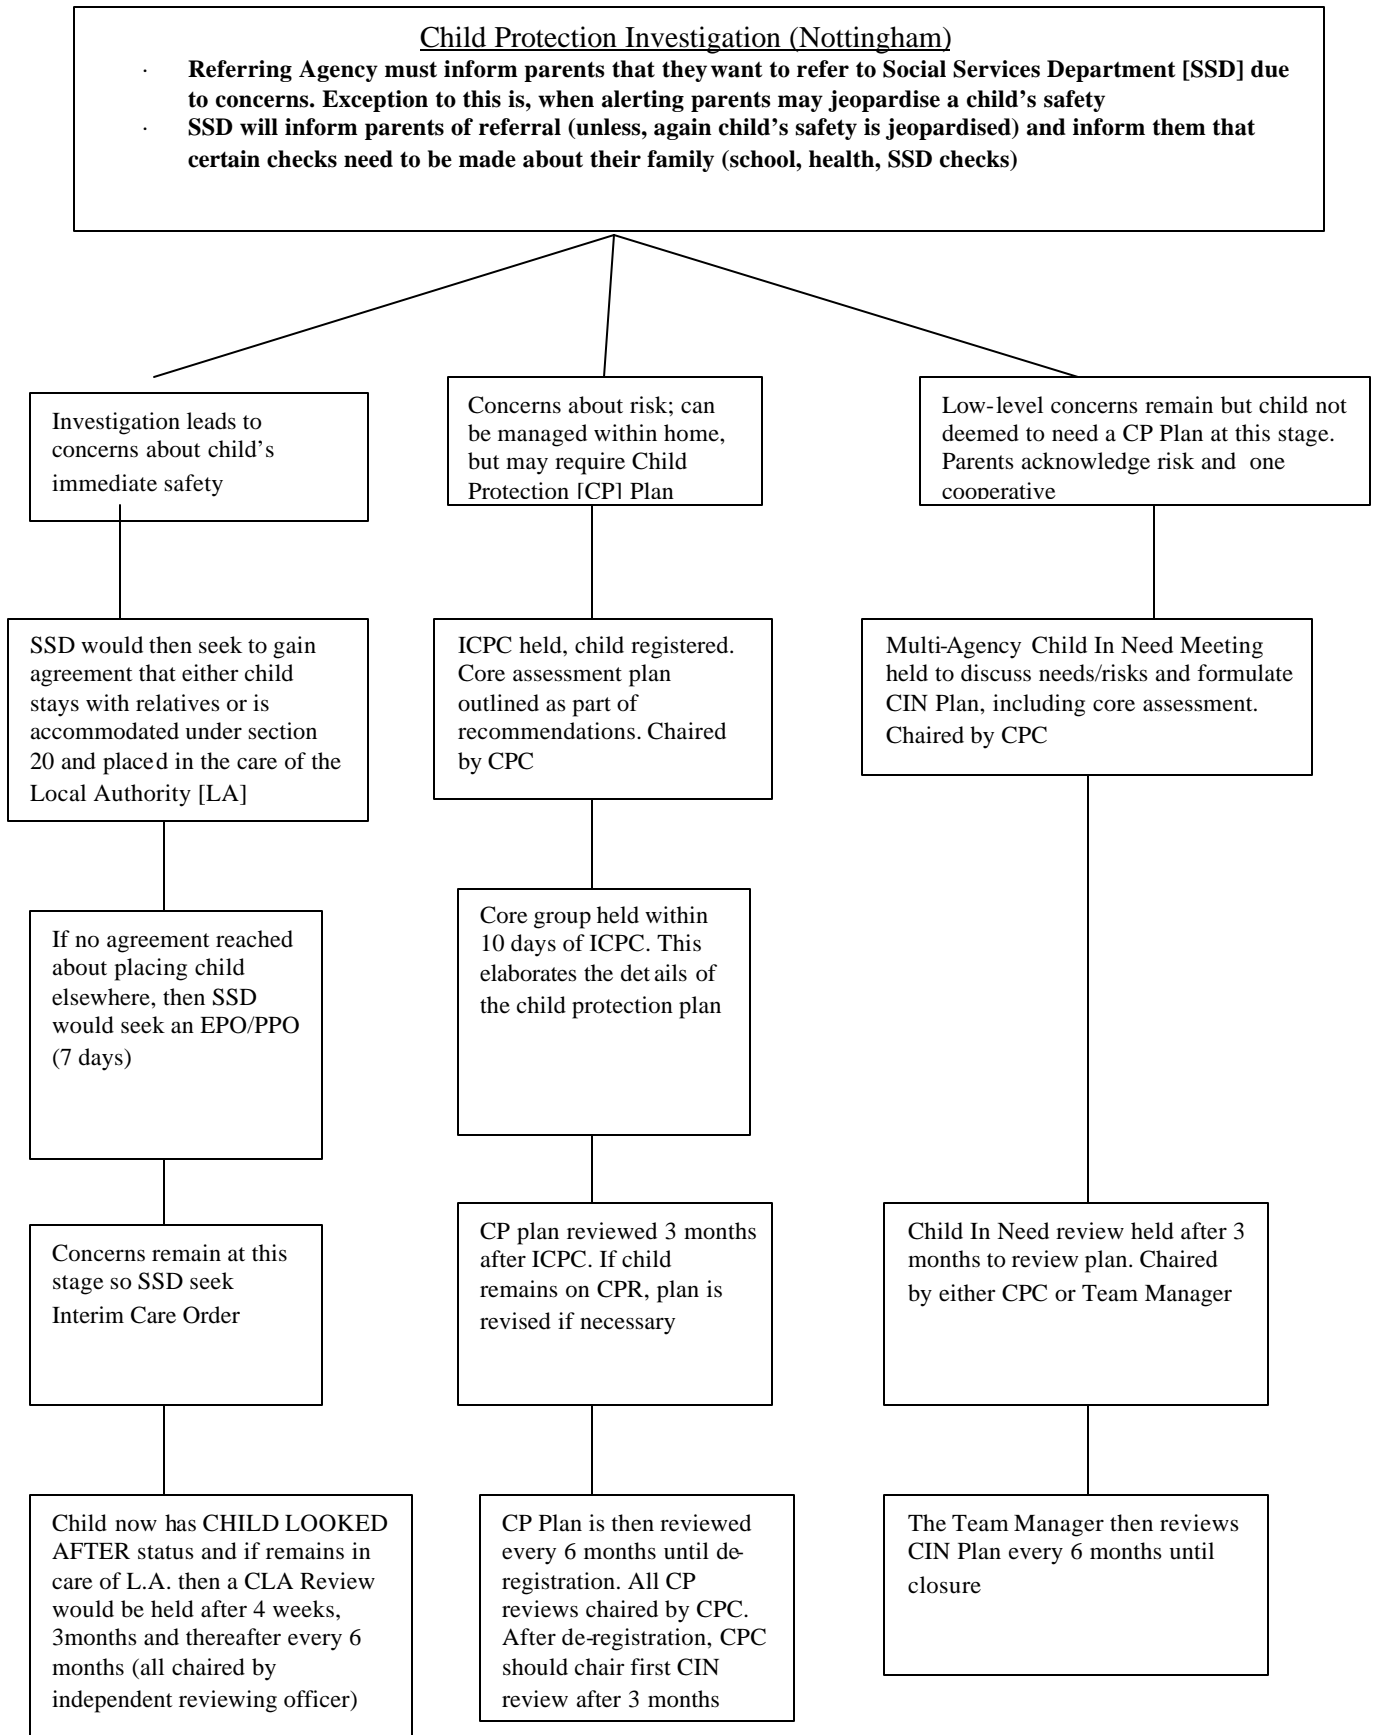 Child Protection Investigation (Nottingham)
· Referring Agency must inform parents that they want to refer to Social Services Department [SSD] due
to concerns. Exception to this is, when alerting parents may jeopardise a child's safety
· SSD will inform parents of referral (unless, again child's safety is jeopardised) and inform them that
certain checks need to be made about their family (school, health, SSD checks)
Investigation leads to
concerns about child's
immediate safety
Concerns about risk; can
be managed within home,
but may require Child
Protection [CP] Plan
Low-level concerns remain but child not
deemed to need a CP Plan at this stage.
Parents acknowledge risk and one
cooperative
SSD would then seek to gain
agreement that either child
stays with relatives or is
accommodated under section
20 and placed in the care of the
Local Authority [LA]
ICPC held, child registered.
Core assessment plan
outlined as part of
recommendations. Chaired
by CPC
Multi-Agency Child In Need Meeting
held to discuss needs/risks and formulate
CIN Plan, including core assessment.
Chaired by CPC
If no agreement reached
about placing child
elsewhere, then SSD
would seek an EPO/PPO
(7 days)
Core group held within
10 days of ICPC. This
elaborates the det ails of
the child protection plan
Concerns remain at this
stage so SSD seek
Interim Care Order
CP plan reviewed 3 months
after ICPC. If child
remains on CPR, plan is
revised if necessary
Child In Need review held after 3
months to review plan. Chaired
by either CPC or Team Manager
Child now has CHILD LOOKED
AFTER status and if remains in
care of L.A. then a CLA Review
would be held after 4 weeks,
3months and thereafter every 6
months (all chaired by
independent reviewing officer)
CP Plan is then reviewed
every 6 months until de-
registration. All CP
reviews chaired by CPC.
After de-registration, CPC
should chair first CIN
review after 3 months
The Team Manager then reviews
CIN Plan every 6 months until
closure